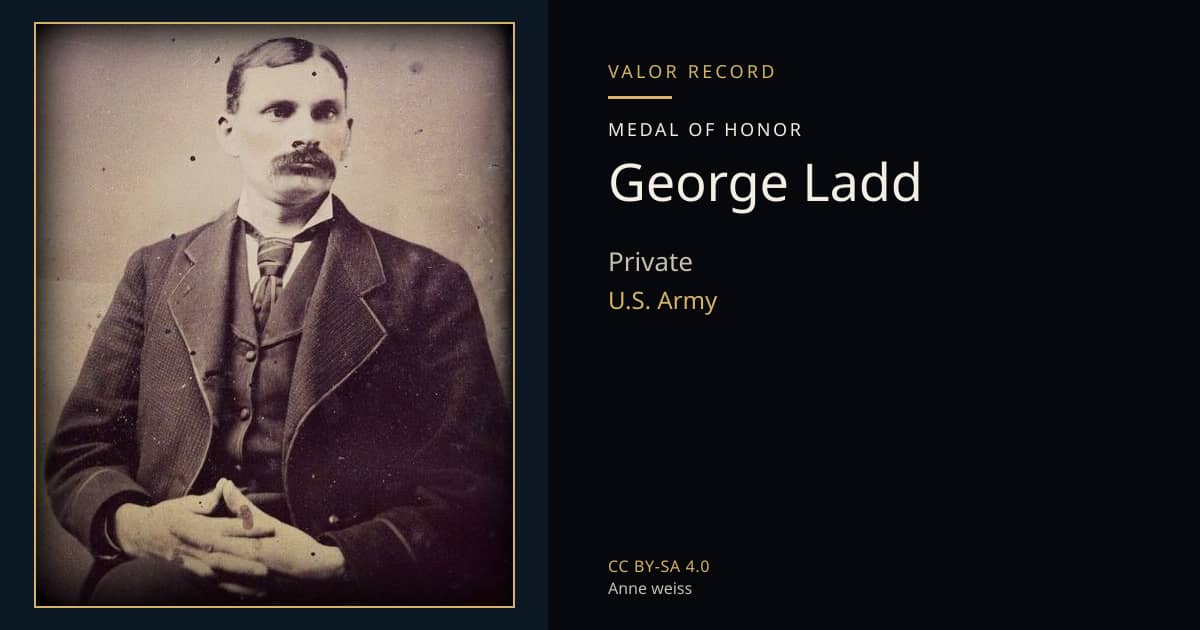 VALOR RECORD
MEDAL OF HONOR
George Ladd
Private
U.S. Army
CC BY-SA 4.0
Anne weiss